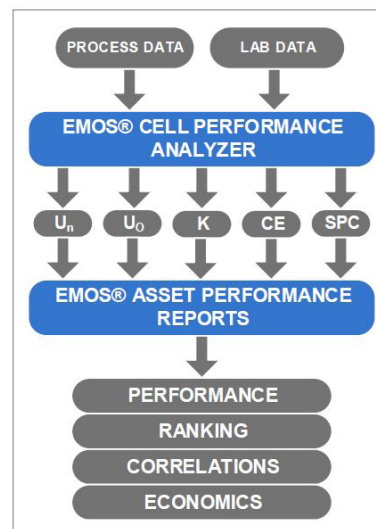 PROCESS DATA
LAB DATA
EMOS® CELL PERFORMANCE
ANALYZER
Uₙ
U₀
K
CE
SPC
EMOS® ASSET PERFORMANCE
REPORTS
PERFORMANCE
RANKING
CORRELATIONS
ECONOMICS